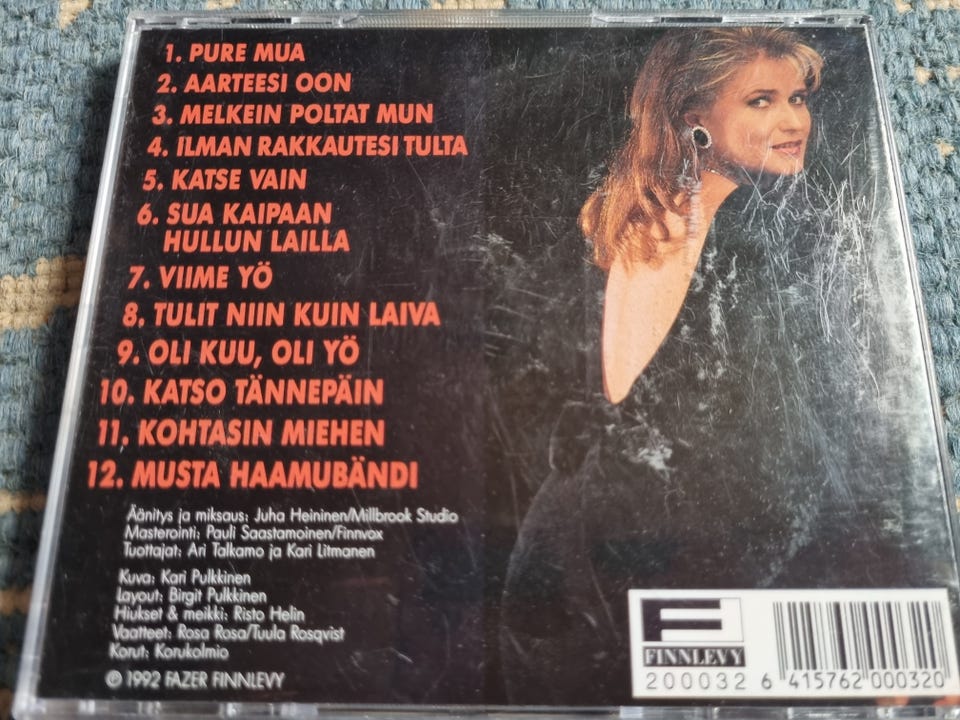 1. PURE MUA
2. AARTEESI OON
3. MELKEIN POLTAT MUN
4. ILMAN RAKKAUTESI TULTA
5. KATSE VAIN
6. SUA KAIPAAN
HULLUN LAILLA
7. VIIME YÖ
8. TULIT NIIN KUIN LAIVA
9. OLI KUU, OLI YÖ
10. KATSO TÄNNEPÄIN
11. KOHTASIN MIEHEN
12. MUSTA HAAMUBÄNDI
Äänitys ja miksaus: Juha Heininen/Millbrook Studio
Masterointi: Pauli Saastamoinen/Finnvox
Tuottajat: Ari Talkamo ja Kari Litmanen
Kuva: Kari Pulkkinen
Layout: Birgit Pulkkinen
Hiukset & meikki: Risto Helin
Vaatteet: Rosa Rosa/Tuula Rosqvist
Korut: Korukolmio
© 1992 FAZER FINNLEVY
F
FINNLEVY
200032
6 415762 000320